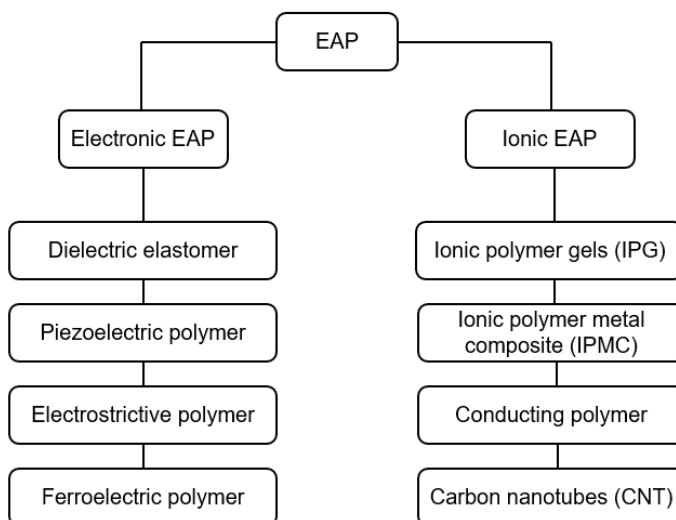 EAP
Electronic EAP
Ionic EAP
Dielectric elastomer
Piezoelectric polymer
Electrostrictive polymer
Ferroelectric polymer
Ionic polymer gels (IPG)
Ionic polymer metal
composite (IPMC)
Conducting polymer
Carbon nanotubes (CNT)